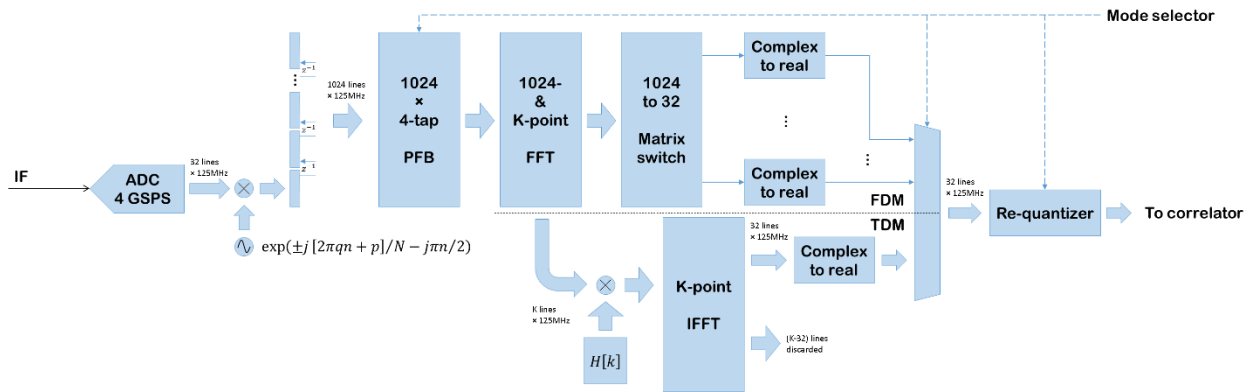 Mode selector
IF
ADC
4 GSPS
32 lines
× 125MHz
exp(±j [2πqn + p]/N − jπn/2)
z⁻¹
⋮
z⁻¹
z⁻¹
1024 lines
× 125MHz
1024
×
4-tap
PFB
1024-
&
K-point
FFT
1024
to 32
Matrix
switch
Complex
to real
⋮
⋮
Complex
to real
FDM
TDM
32 lines
× 125MHz
Re-quantizer
To correlator
K lines
× 125MHz
H[k]
K-point
IFFT
32 lines
× 125MHz
Complex
to real
(K-32) lines
discarded